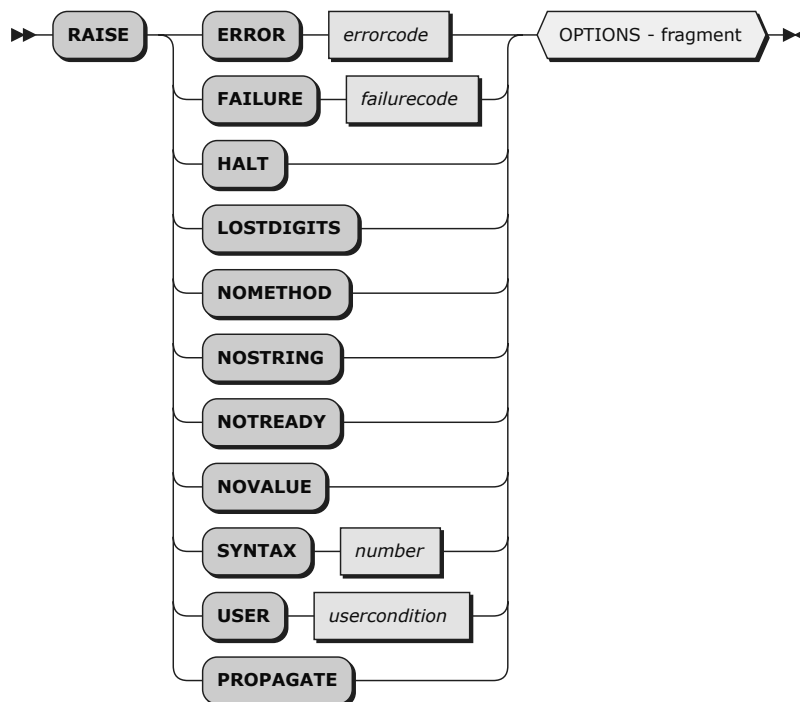 RAISE ERROR errorcode OPTIONS - fragment
FAILURE failurecode
HALT
LOSTDIGITS
NOMETHOD
NOSTRING
NOTREADY
NOVALUE
SYNTAX number
USER usercondition
PROPAGATE